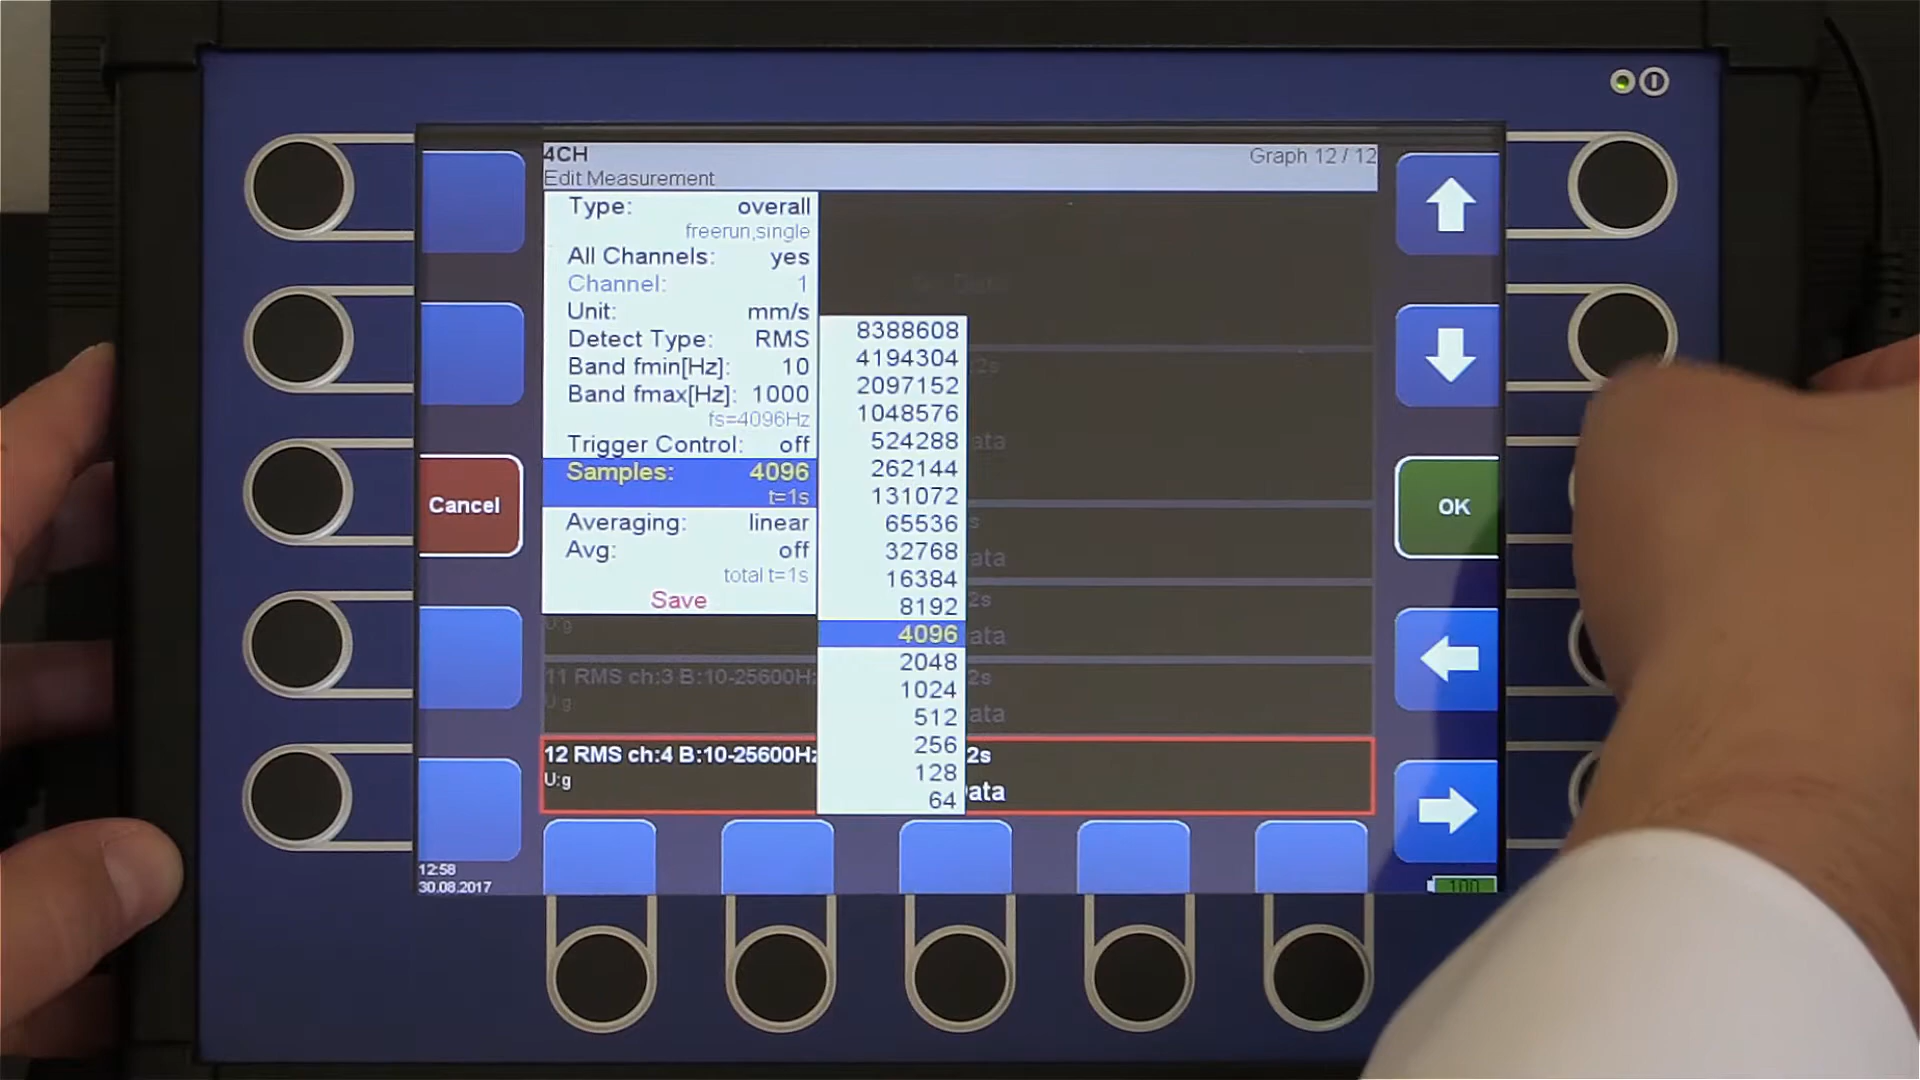 4CH
Graph 12 / 12
Edit Measurement
Type: overall
freerun,single
All Channels: yes
Channel: 1
Unit: mm/s
Detect Type: RMS
Band fmin[Hz]: 10
Band fmax[Hz]: 1000
fs=4096Hz
Trigger Control: off
Samples: 4096
t=1s
Averaging: linear
Avg: off
total t=1s
Save
8388608
4194304
2097152
1048576
524288
262144
131072
65536
32768
16384
8192
4096
2048
1024
512
256
128
64
Cancel
OK
U:g
11 RMS ch:3 B:10-25600Hz
2s
U:g
ata
12 RMS ch:4 B:10-25600Hz
2s
U:g
ata
12:58
30.08.2017
100